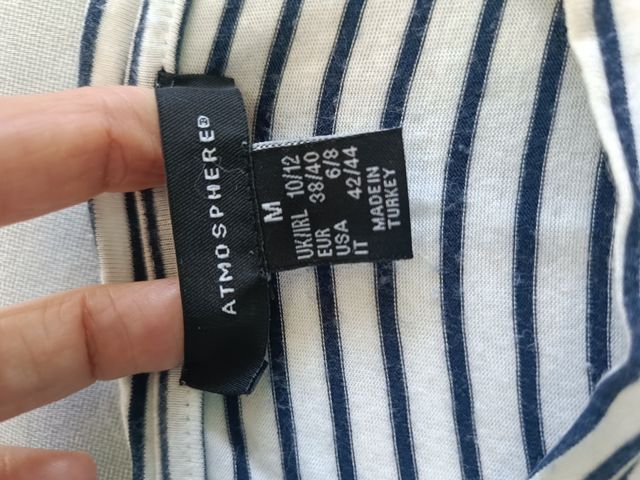 ATMOSPHERE®
M
UK/IRL 10/12
EUR 38/40
USA 6/8
IT 42/44
MADE IN
TURKEY